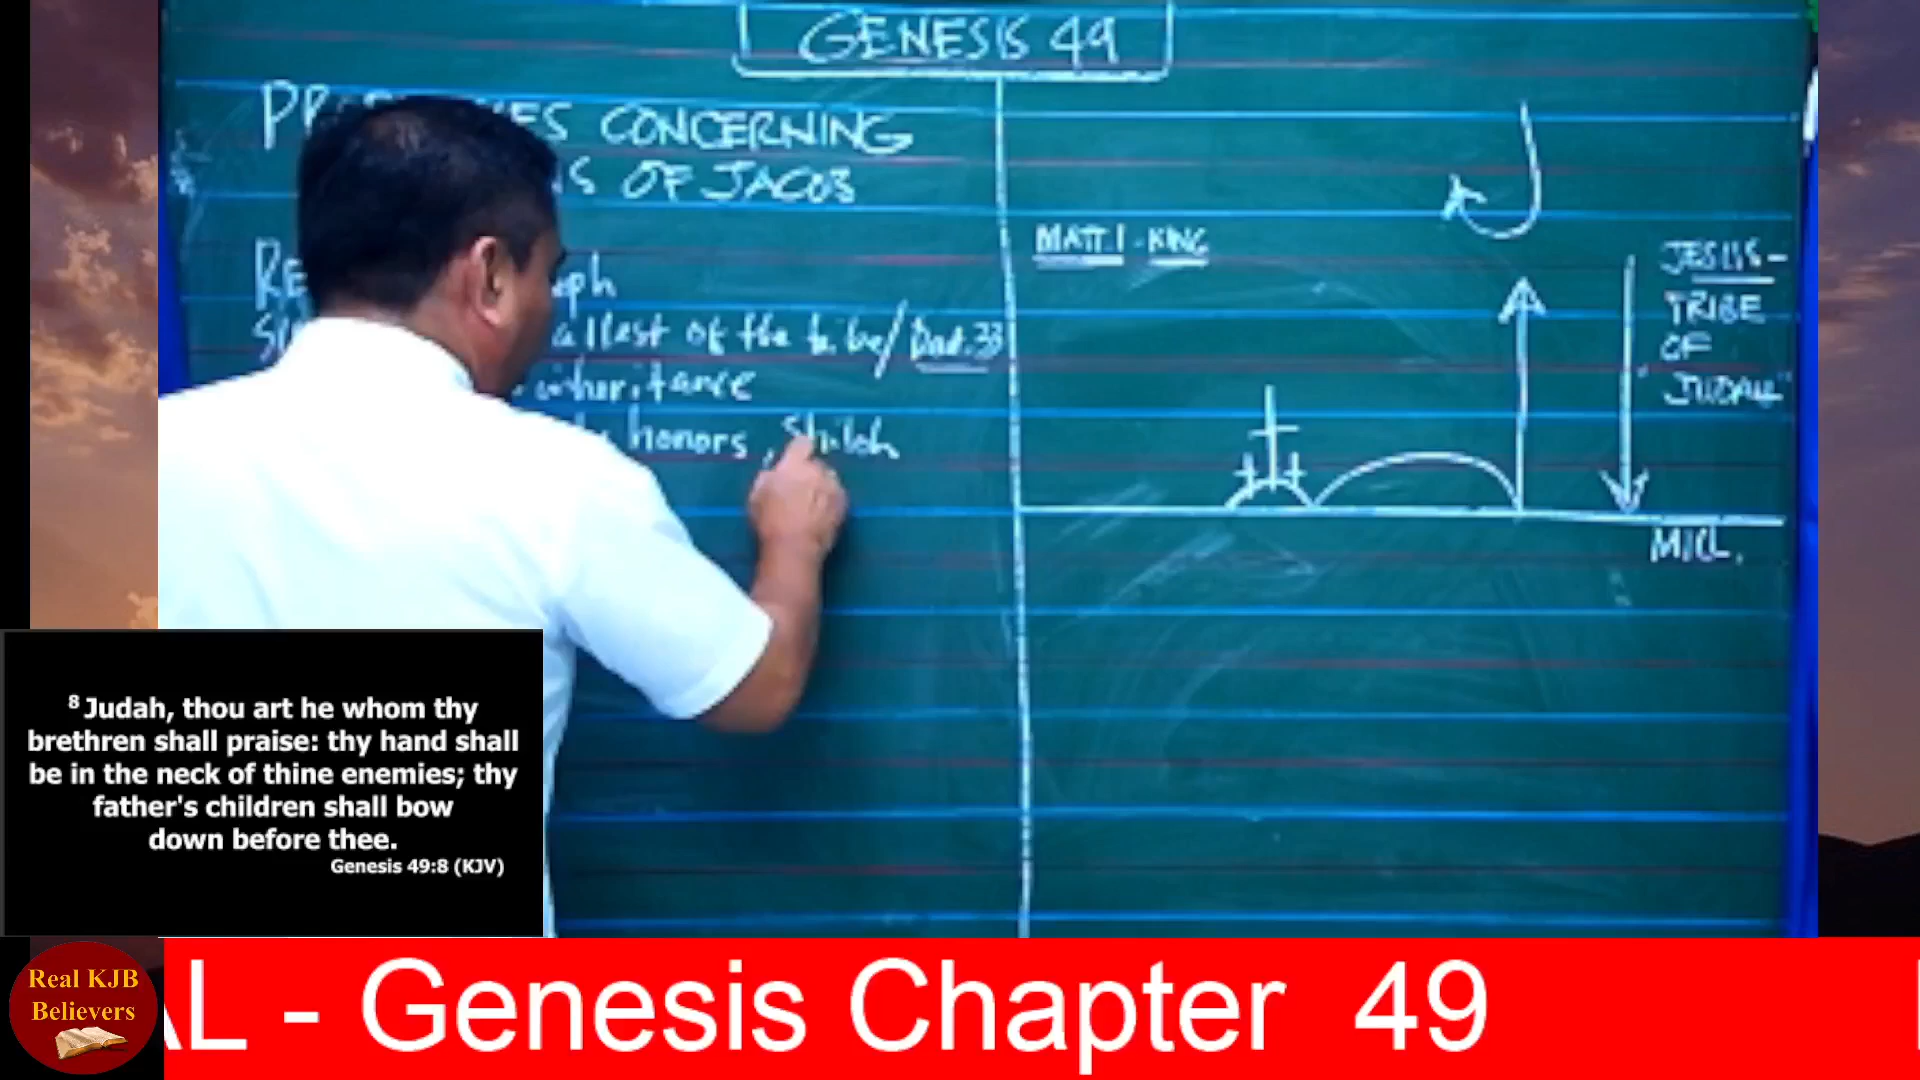 GENESIS 49
CONCERNING
OF JACOB
allest of the tribe/Deut. 33
inheritance
honors, Shiloh
MATT. 1 - KING
JESUS -
TRIBE
OF
"JUDAH"
MILL.
8 Judah, thou art he whom thy
brethren shall praise: thy hand shall
be in the neck of thine enemies; thy
father's children shall bow
down before thee.
Genesis 49:8 (KJV)
Real KJB
Believers
AL - Genesis Chapter 49